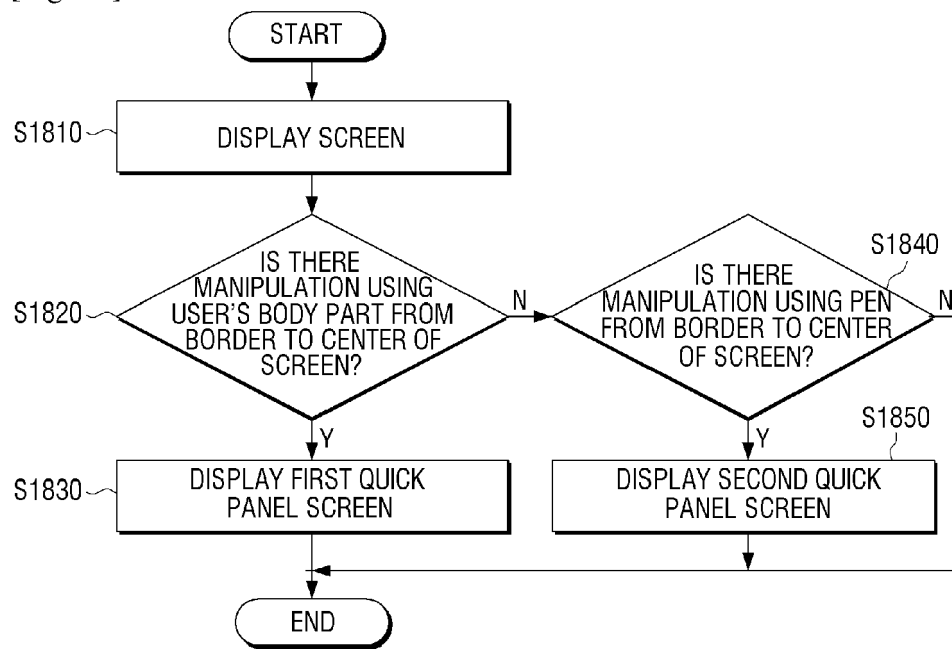 START
S1810
DISPLAY SCREEN
IS THERE
MANIPULATION USING
USER'S BODY PART FROM
BORDER TO CENTER OF
SCREEN?
S1820
N
Y
S1840
IS THERE
MANIPULATION USING PEN
FROM BORDER TO CENTER
OF SCREEN?
N
Y
S1830
DISPLAY FIRST QUICK
PANEL SCREEN
S1850
DISPLAY SECOND QUICK
PANEL SCREEN
END